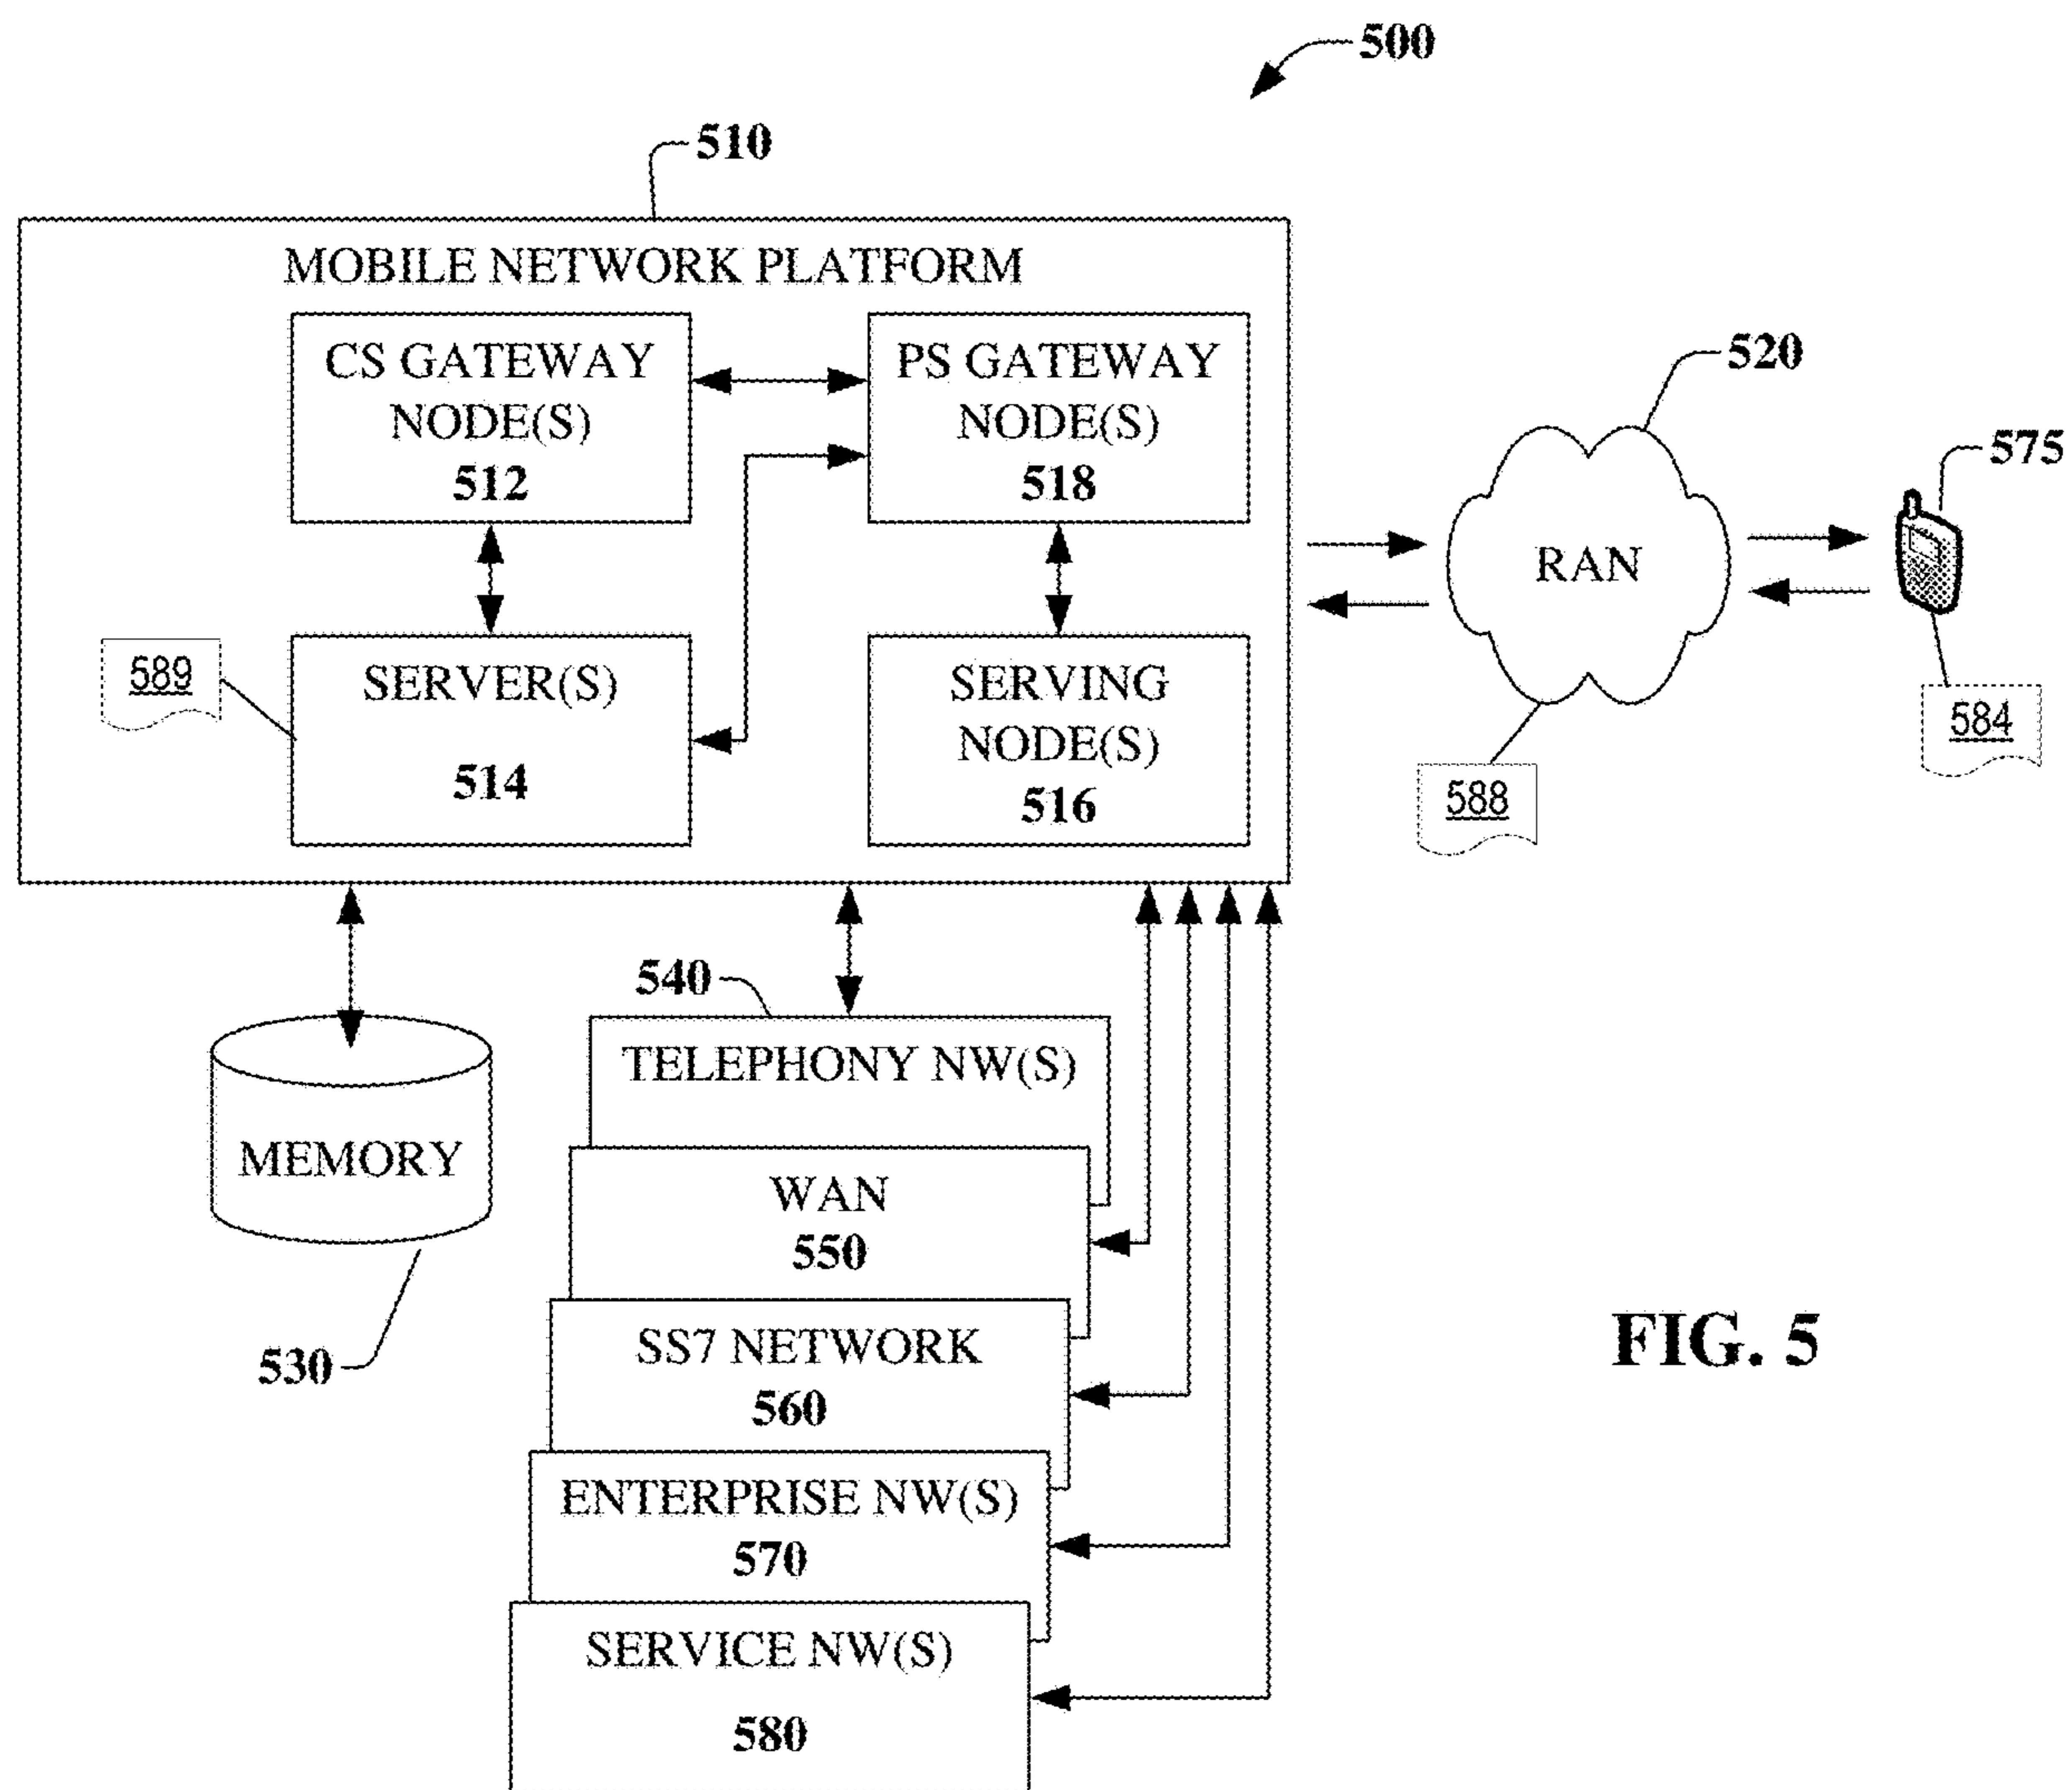 500
510
MOBILE NETWORK PLATFORM
CS GATEWAY
NODE(S)
512
PS GATEWAY
NODE(S)
518
520
575
RAN
589
SERVER(S)
514
SERVING
NODE(S)
516
588
584
540
TELEPHONY NW(S)
MEMORY
530
WAN
550
SS7 NETWORK
560
ENTERPRISE NW(S)
570
SERVICE NW(S)
580
FIG. 5